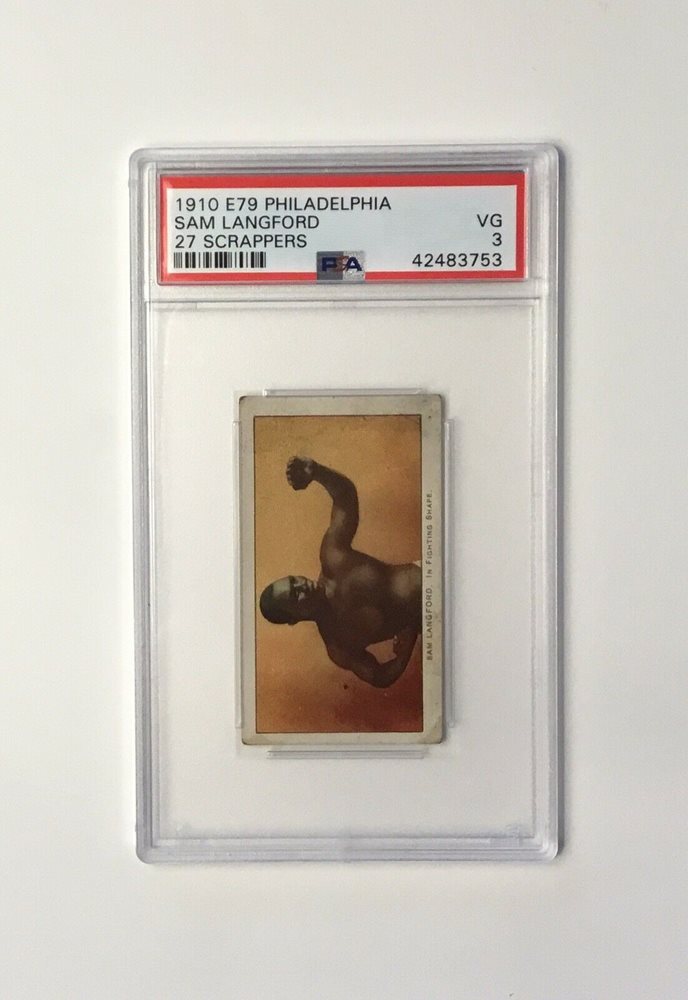 1910 E79 PHILADELPHIA
SAM LANGFORD VG
27 SCRAPPERS 3
PSA 42483753
SAM LANGFORD. IN FIGHTING SHAPE.